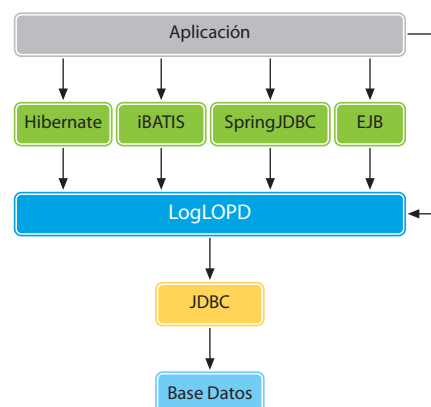 Aplicación
Hibernate iBATIS SpringJDBC EJB
LogLOPD
JDBC
Base Datos